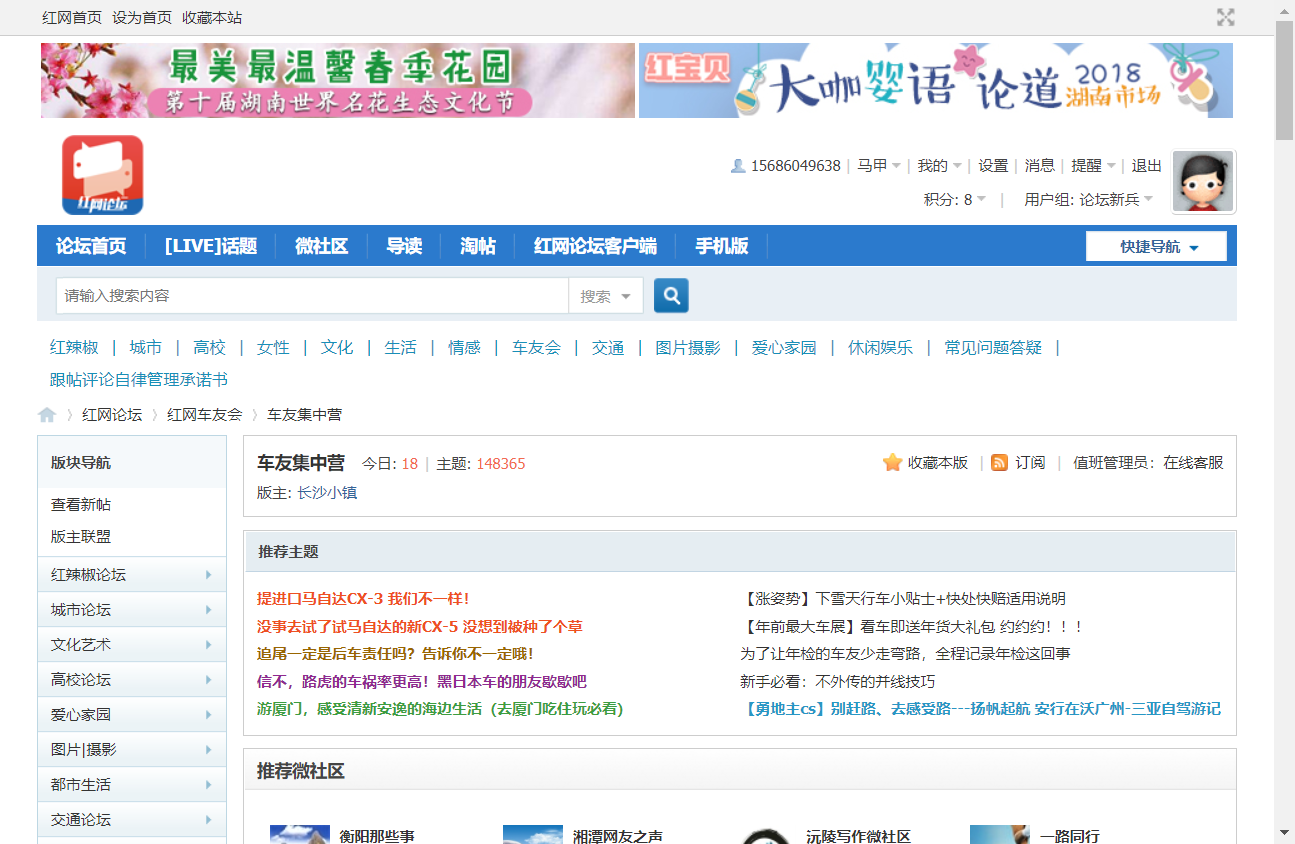 红网首页 设为首页 收藏本站
最美最温馨春季花园
第十届湖南世界名花生态文化节
红宝贝 大咖婴语论道 2018 湖南市场
红网论坛
15686049638 | 马甲 | 我的 | 设置 | 消息 | 提醒 | 退出
积分: 8 | 用户组: 论坛新兵
论坛首页 [LIVE]话题 微社区 导读 淘帖 红网论坛客户端 手机版 快捷导航
请输入搜索内容 搜索
红辣椒 | 城市 | 高校 | 女性 | 文化 | 生活 | 情感 | 车友会 | 交通 | 图片摄影 | 爱心家园 | 休闲娱乐 | 常见问题答疑 |
跟帖评论自律管理承诺书
红网论坛 › 红网车友会 › 车友集中营
版块导航
查看新帖
版主联盟
红辣椒论坛
城市论坛
文化艺术
高校论坛
爱心家园
图片|摄影
都市生活
交通论坛
车友集中营 今日: 18 | 主题: 148365 收藏本版 | 订阅 | 值班管理员：在线客服
版主: 长沙小镇
推荐主题
提进口马自达CX-3 我们不一样！
【涨姿势】下雪天行车小贴士+快处快赔适用说明
没事去试了试马自达的新CX-5 没想到被种了个草
【年前最大车展】看车即送年货大礼包 约约约！！！
追尾一定是后车责任吗？告诉你不一定哦！
为了让年检的车友少走弯路，全程记录年检这回事
信不，路虎的车祸率更高！黑日本车的朋友歇歇吧
新手必看：不外传的并线技巧
游厦门，感受清新安逸的海边生活（去厦门吃住玩必看）
【勇地主cs】别赶路、去感受路---扬帆起航 安行在沃广州-三亚自驾游记
推荐微社区
衡阳那些事 湘潭网友之声 沅陵写作微社区 一路同行